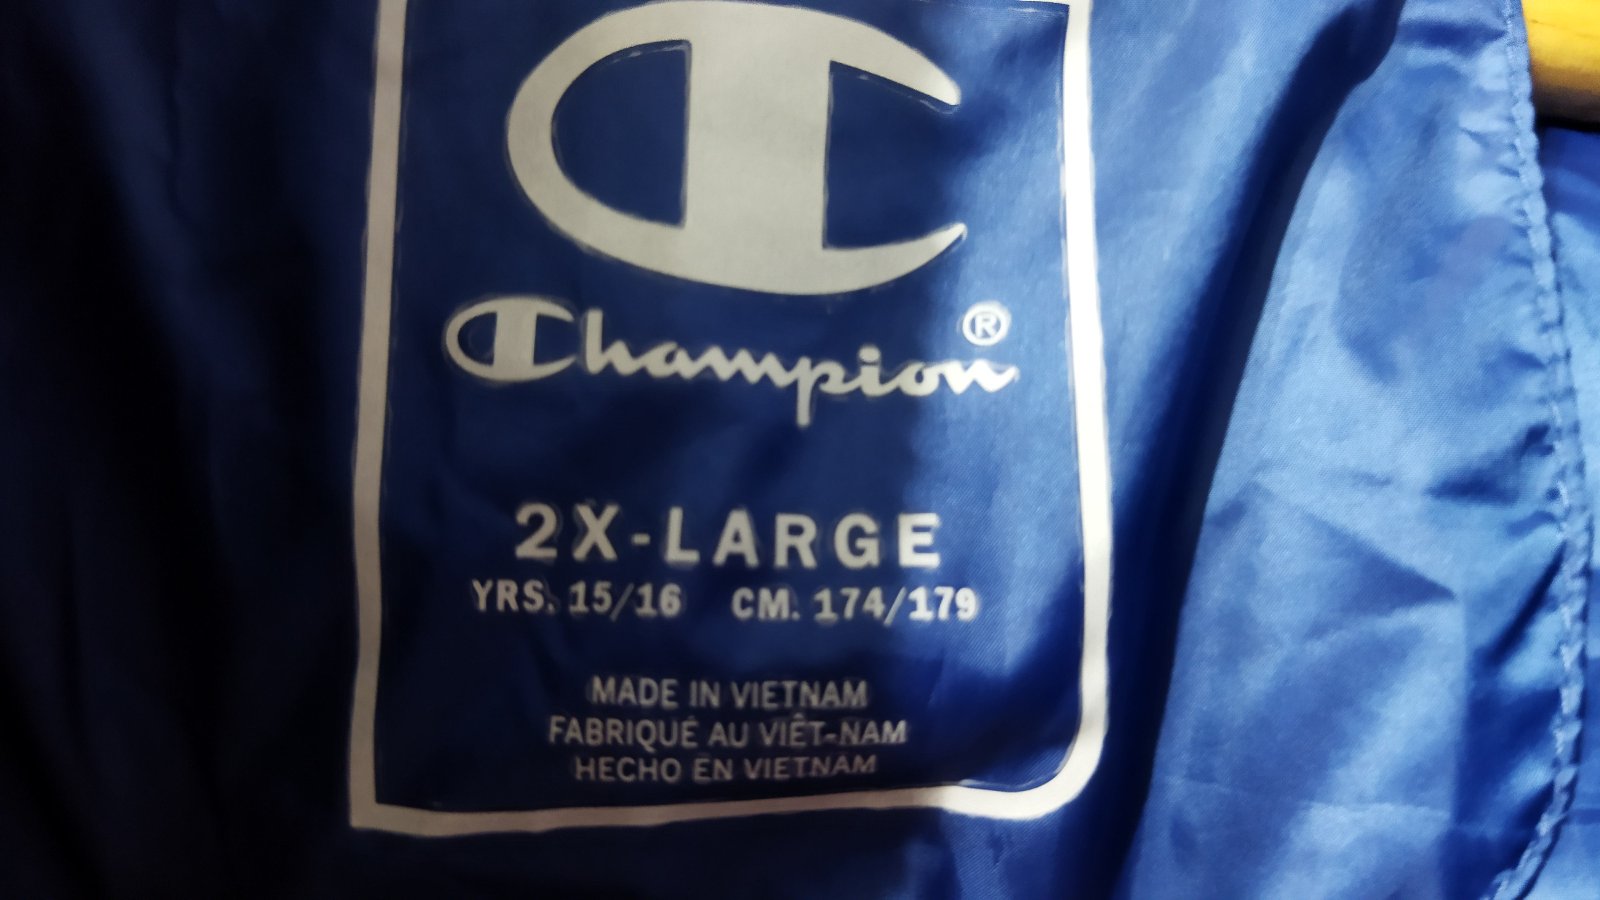 Champion®
2X-LARGE
YRS. 15/16 CM. 174/179
MADE IN VIETNAM
FABRIQUÉ AU VIÊT-NAM
HECHO EN VIETNAM